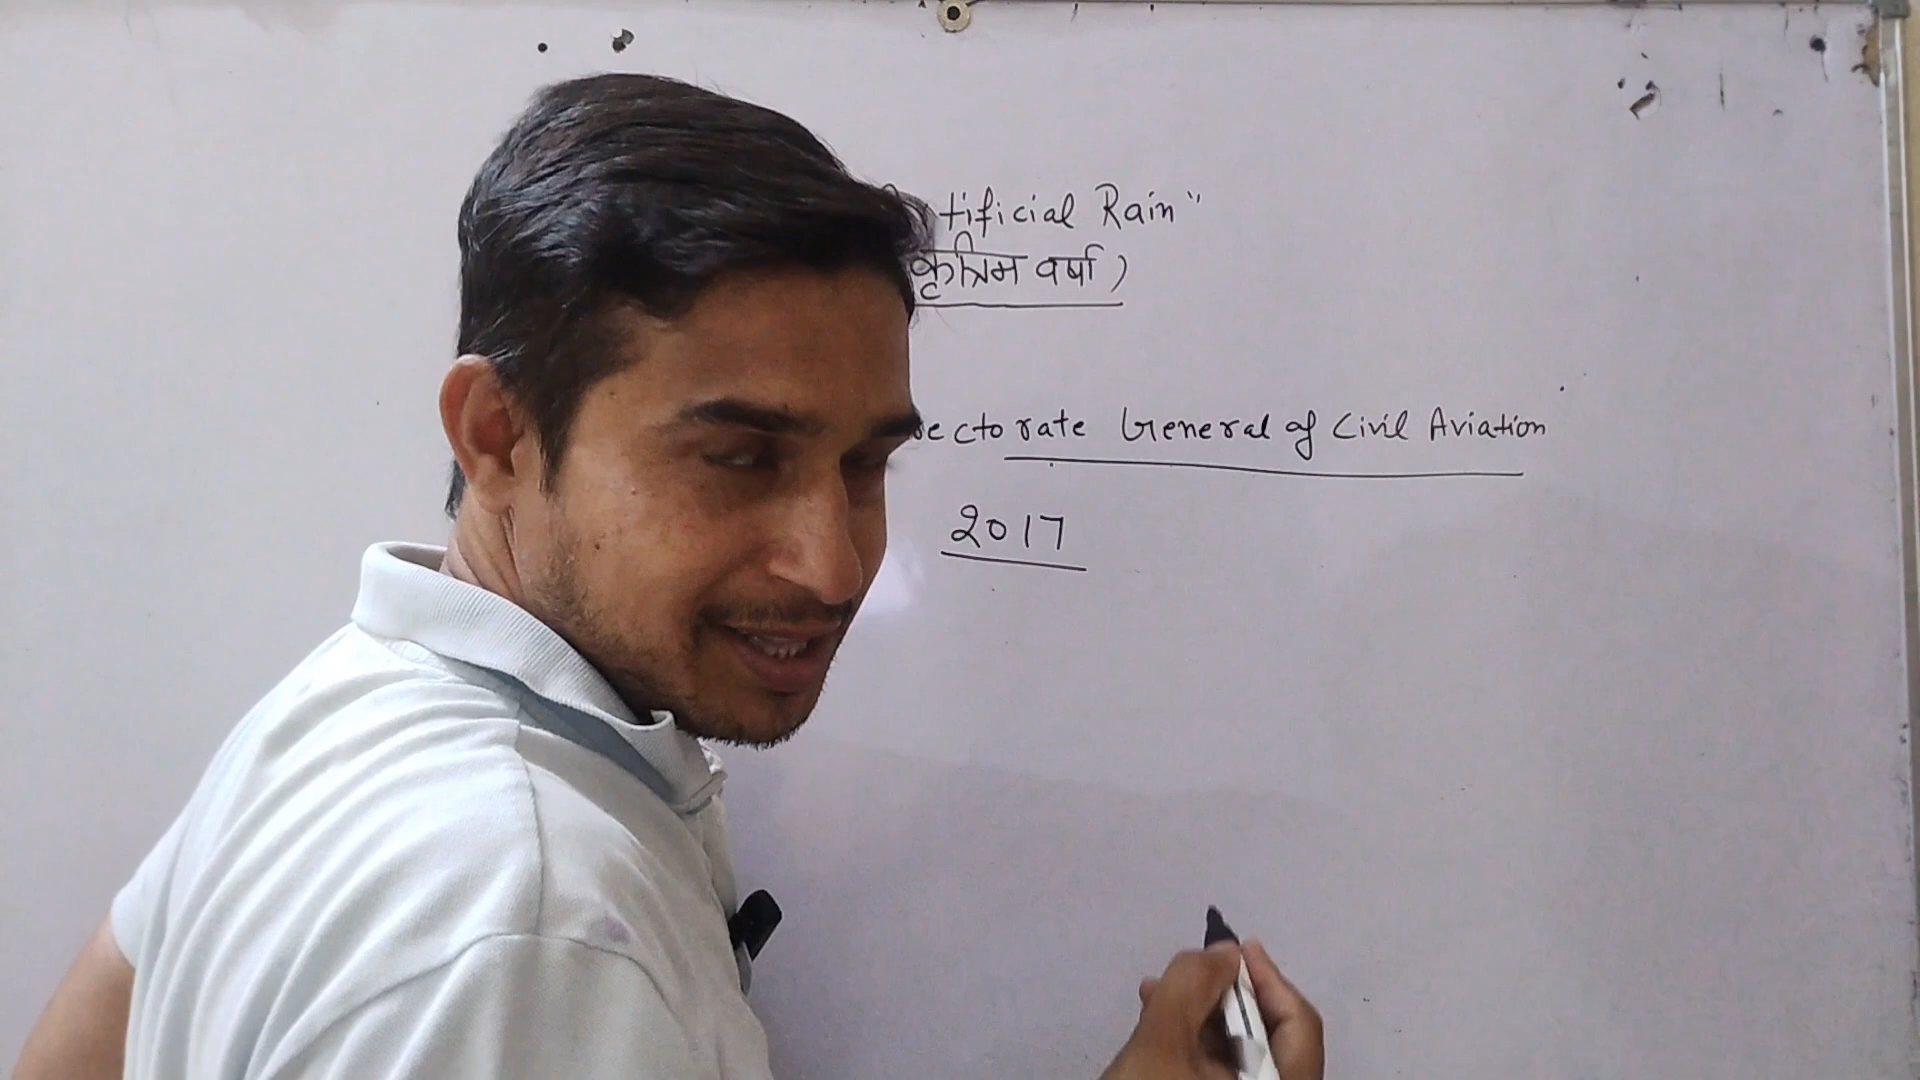 tificial Rain"
कृत्रिम वर्षा)
ectorate General of Civil Aviation
2017